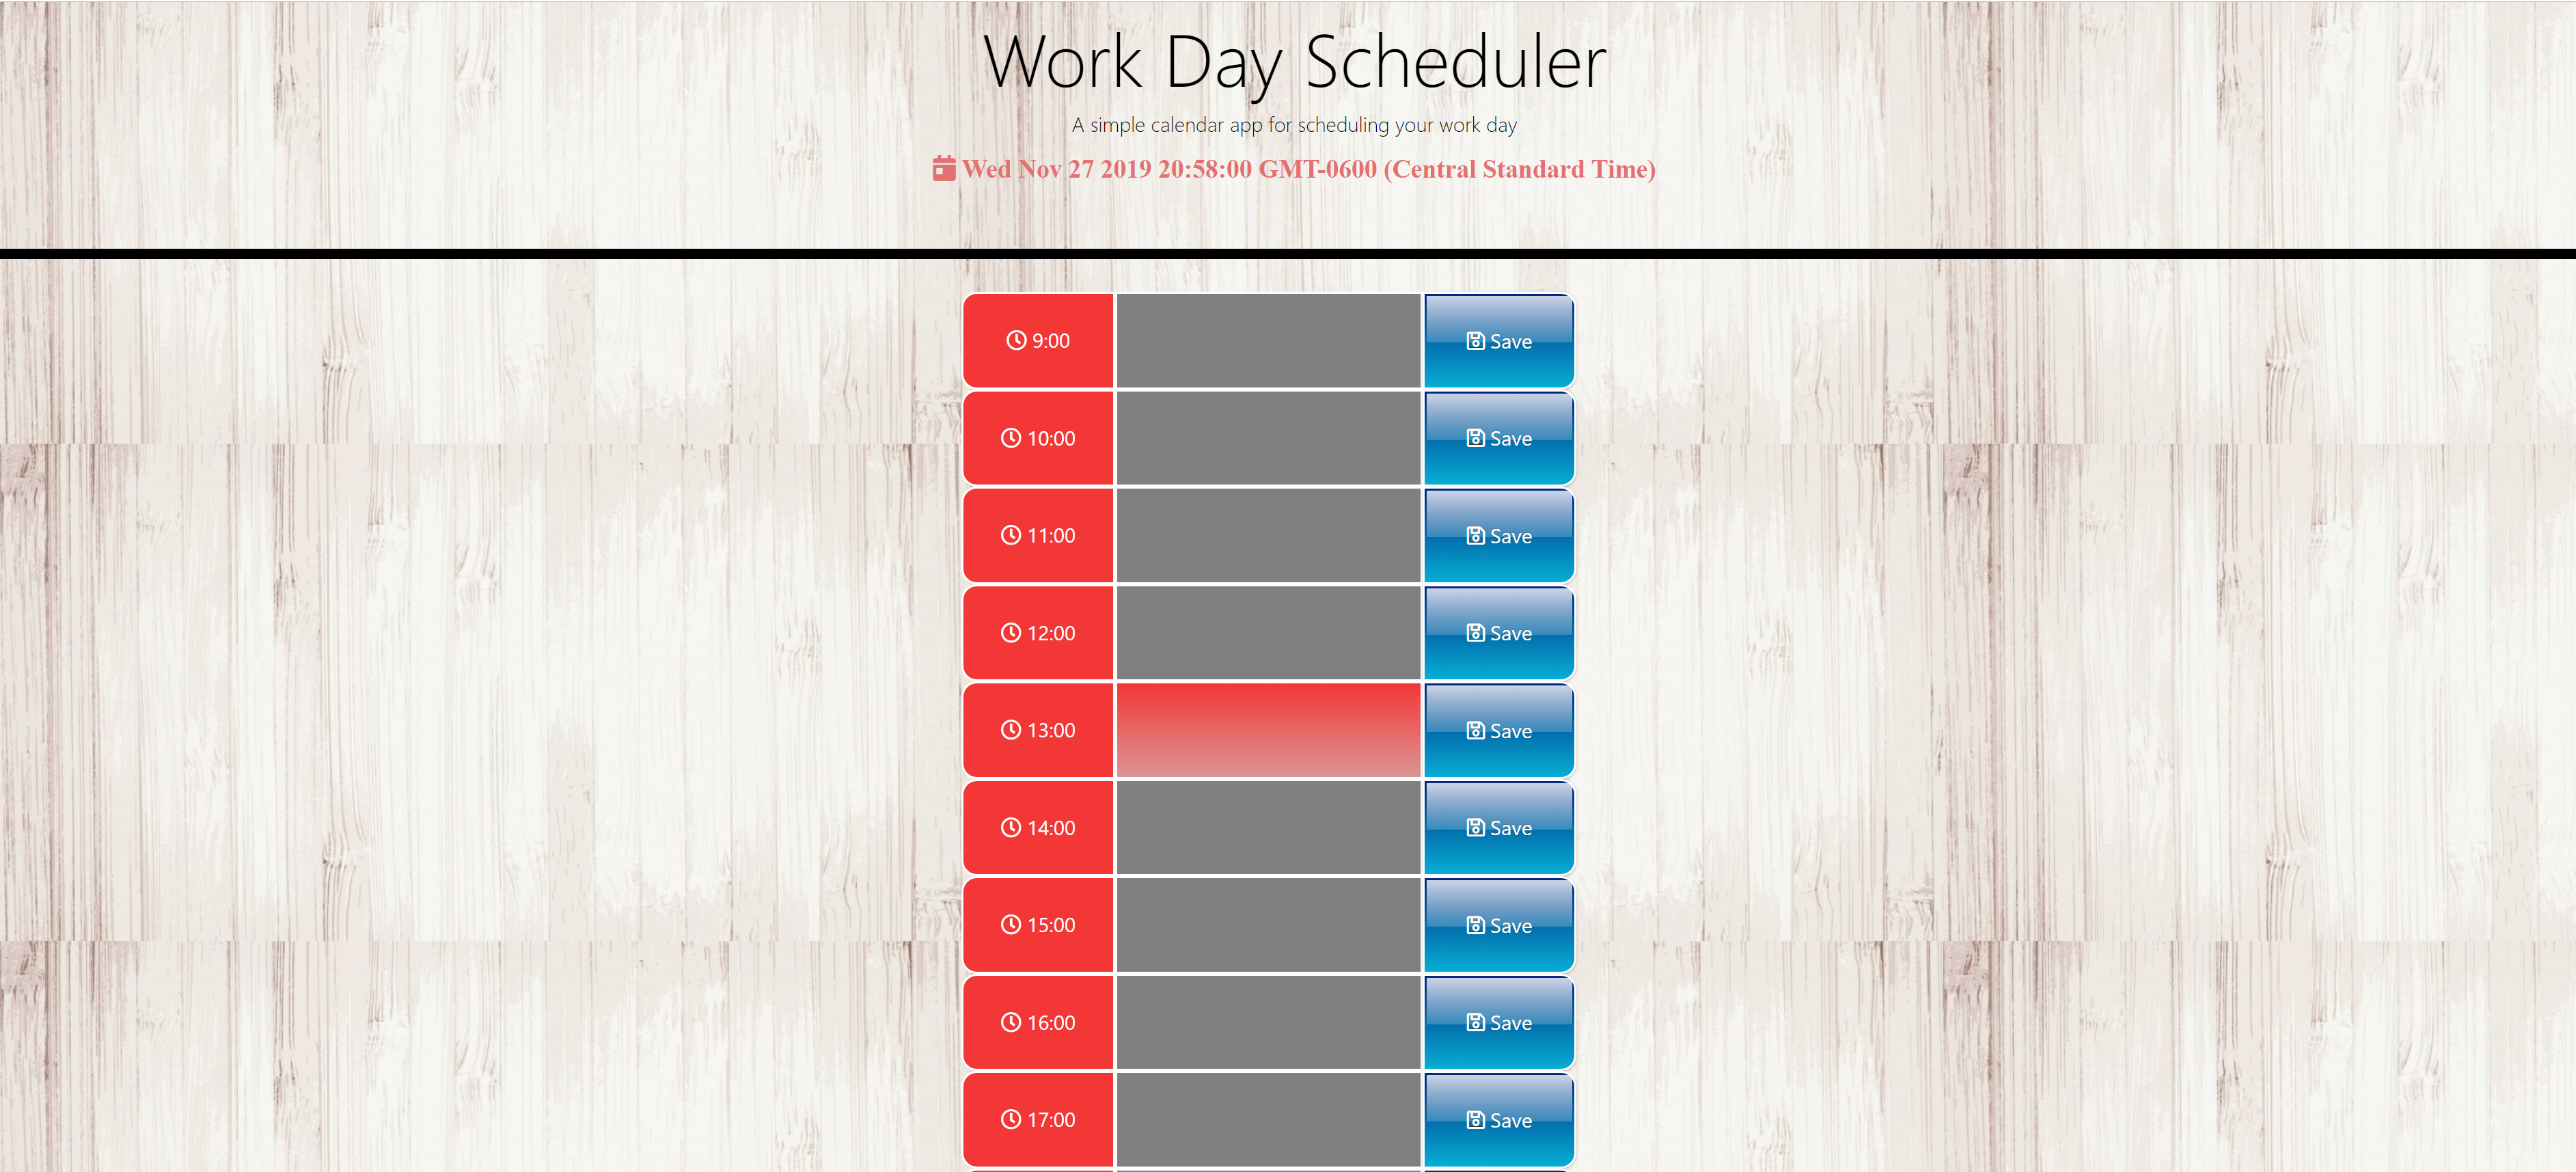 Work Day Scheduler
A simple calendar app for scheduling your work day
Wed Nov 27 2019 20:58:00 GMT-0600 (Central Standard Time)
9:00 Save
10:00 Save
11:00 Save
12:00 Save
13:00 Save
14:00 Save
15:00 Save
16:00 Save
17:00 Save